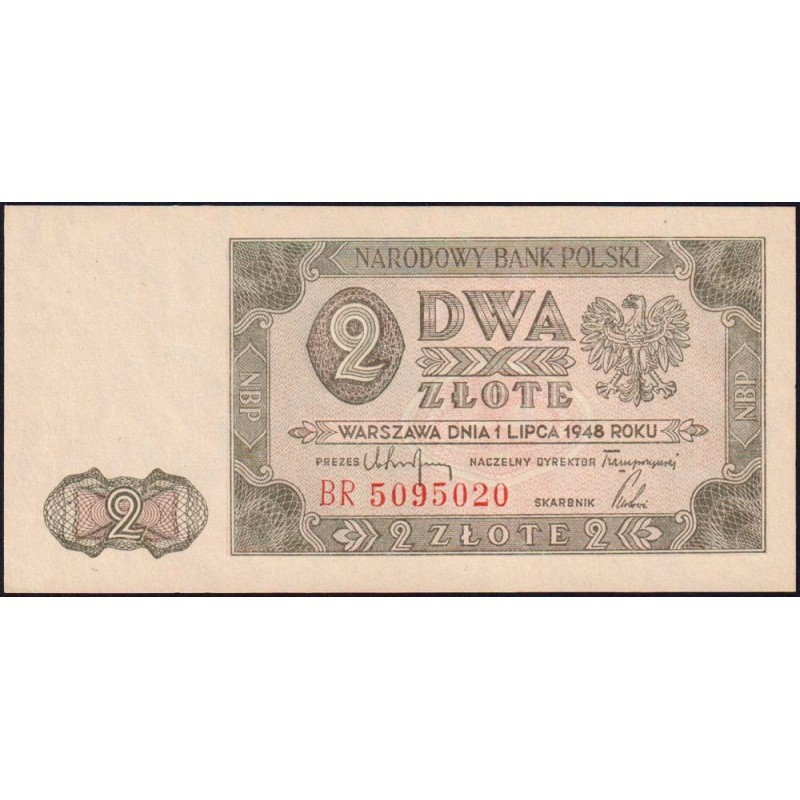 NARODOWY BANK POLSKI
2 DWA
ZŁOTE
NBP
NBP
WARSZAWA DNIA 1 LIPCA 1948 ROKU
PREZES NACZELNY DYREKTOR
BR 5095020 SKARBNIK
2
2 ZŁOTE 2